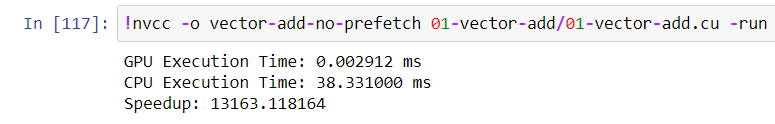 In [117]: !nvcc -o vector-add-no-prefetch 01-vector-add/01-vector-add.cu -run
GPU Execution Time: 0.002912 ms
CPU Execution Time: 38.331000 ms
Speedup: 13163.118164